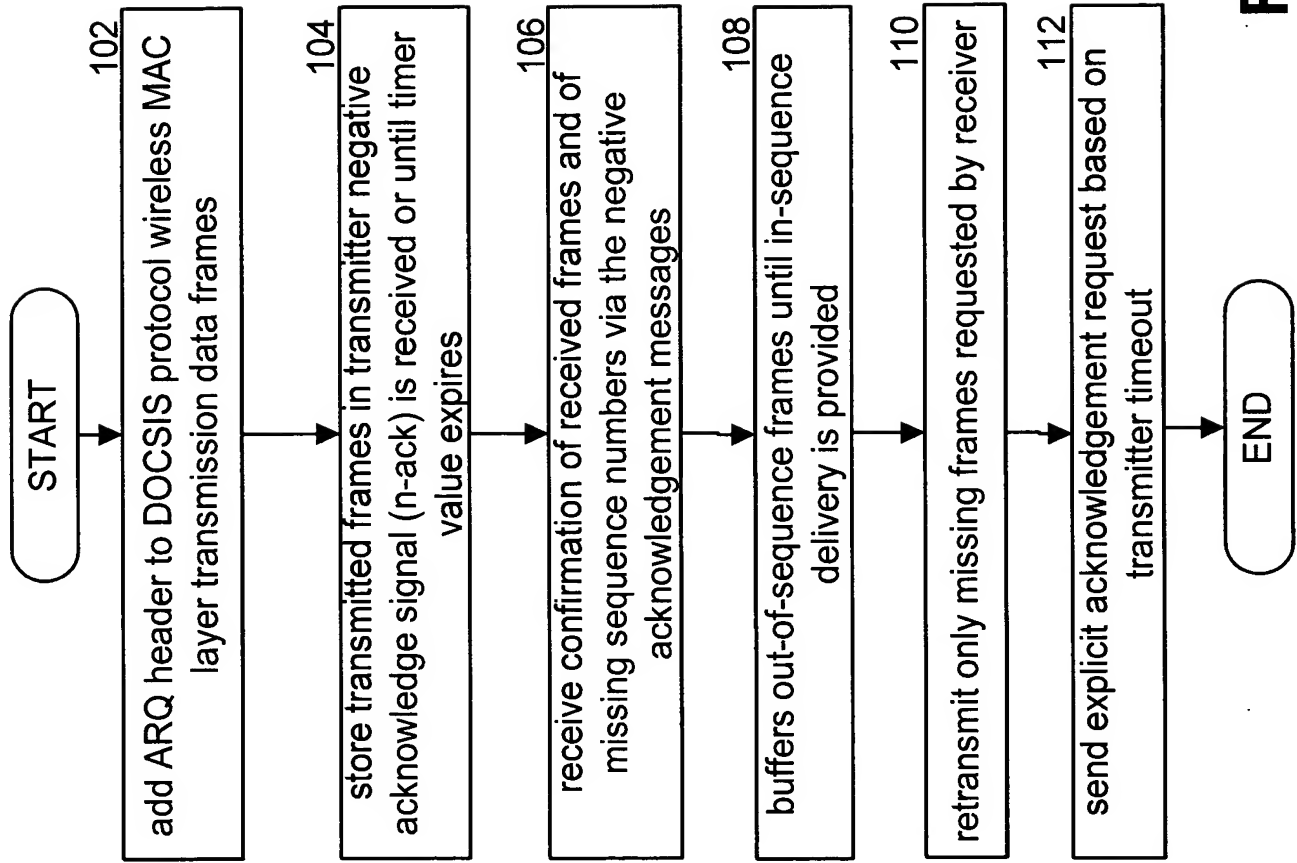 START
102
add ARQ header to DOCSIS protocol wireless MAC
layer transmission data frames
104
store transmitted frames in transmitter negative
acknowledge signal (n-ack) is received or until timer
value expires
106
receive confirmation of received frames and of
missing sequence numbers via the negative
acknowledgement messages
108
buffers out-of-sequence frames until in-sequence
delivery is provided
110
retransmit only missing frames requested by receiver
112
send explicit acknowledgement request based on
transmitter timeout
END